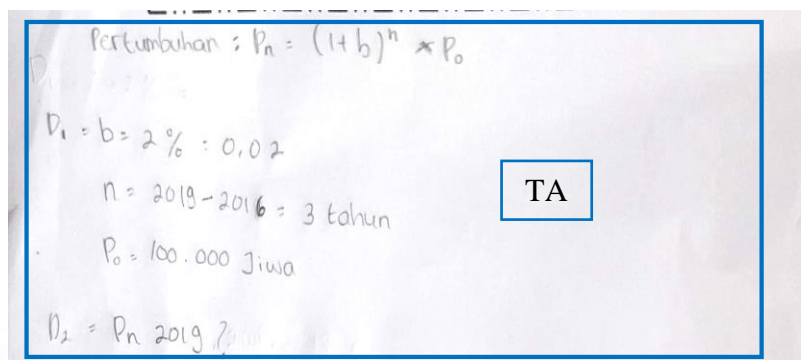 Pertumbuhan : Pn = (1+b)ⁿ * P₀
D₁ = b = 2% : 0,02
n = 2019-2016 = 3 tahun
TA
P₀ = 100.000 Jiwa
D₂ = Pn 2019 ?